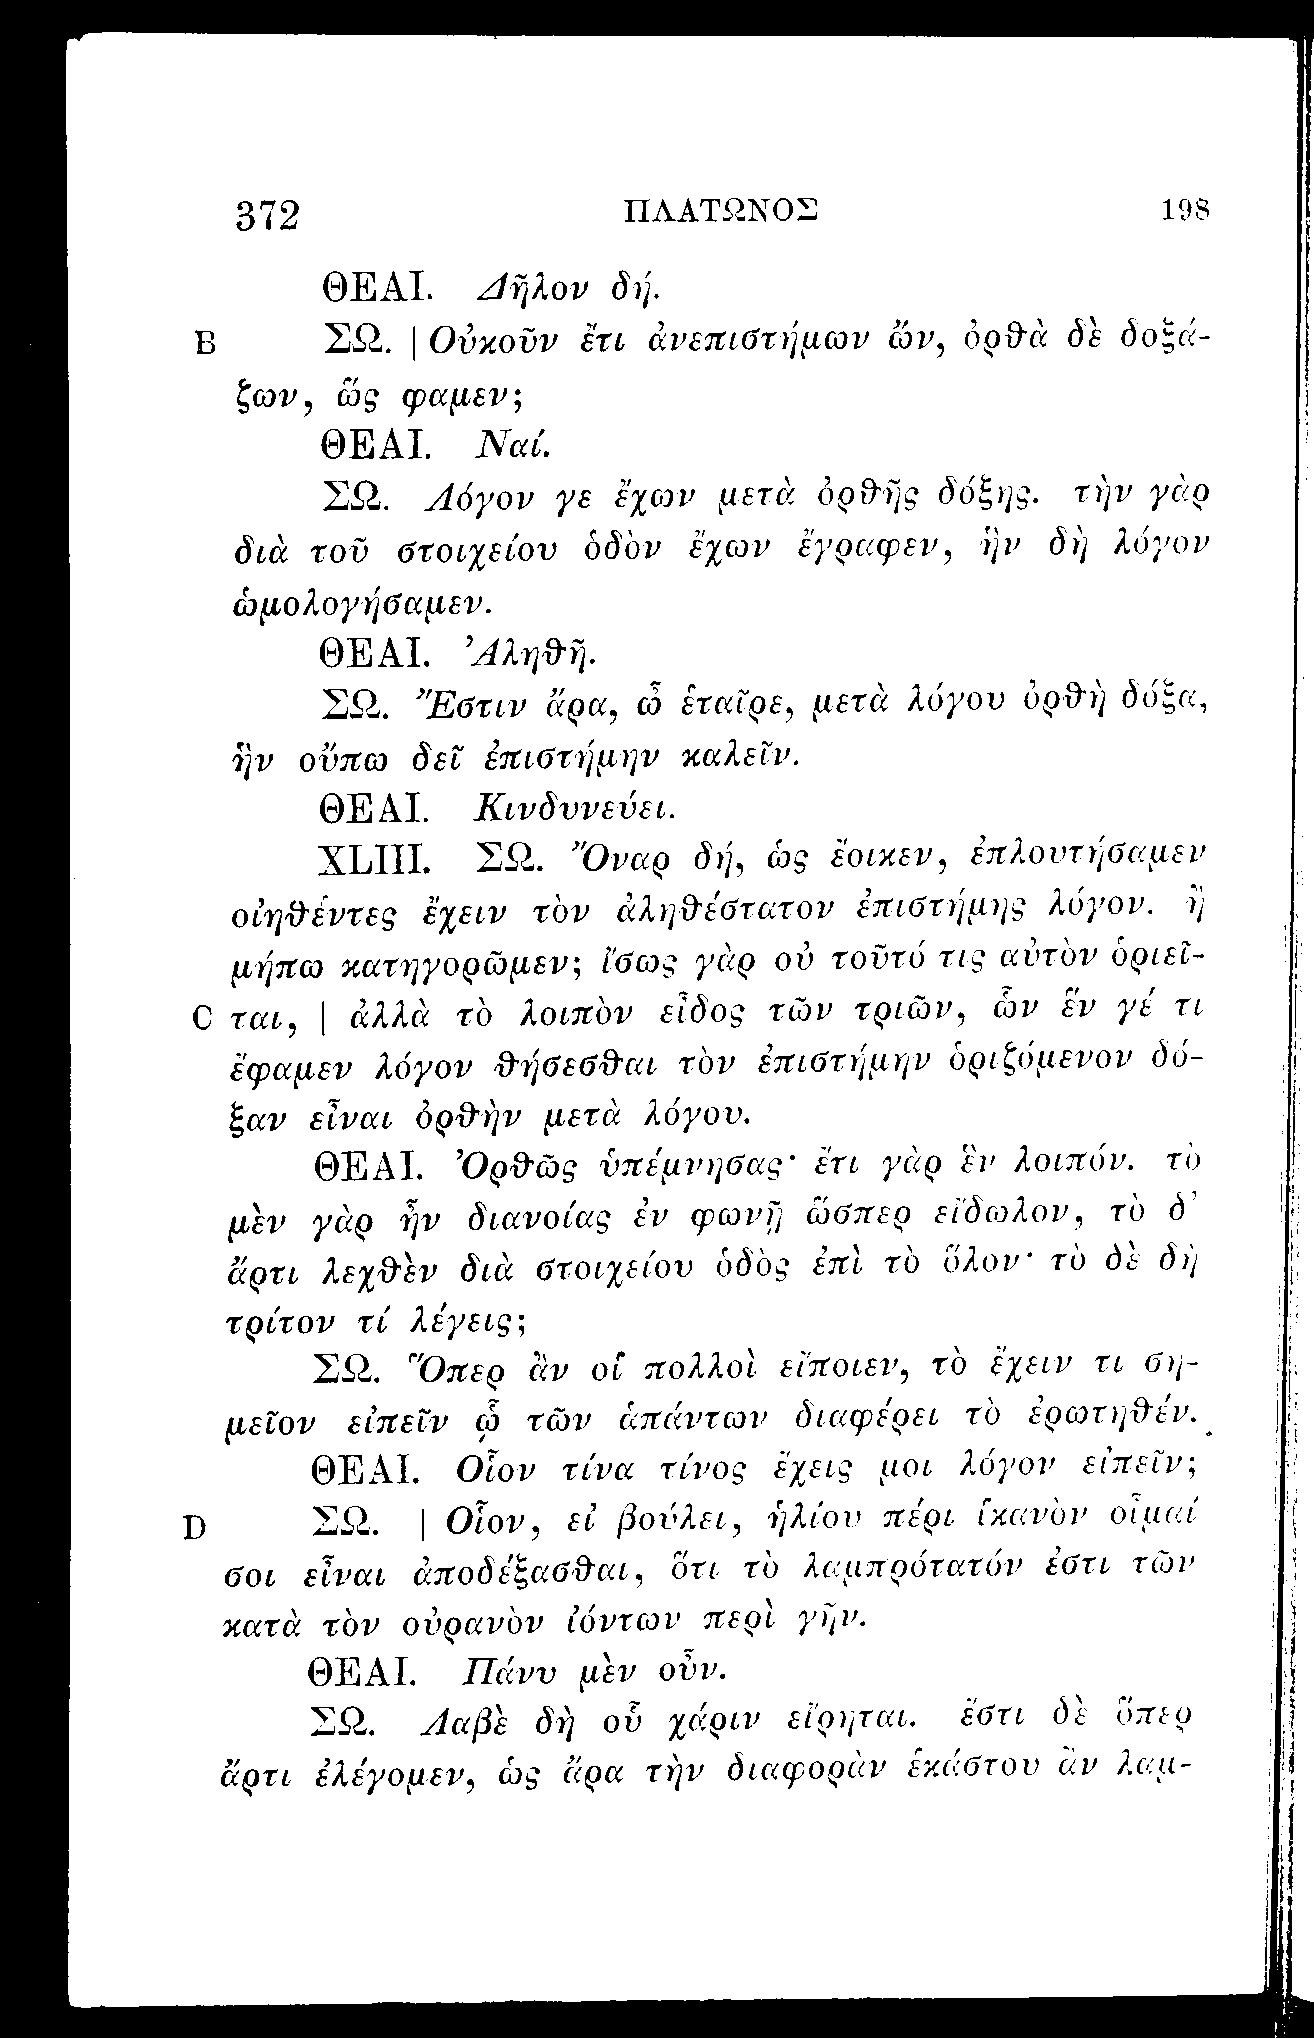 372 ΠΛΑΤΩΝΟΣ 198
ΘΕΑΙ. Δῆλον δή.
B ΣΩ. | Οὐκοῦν ἔτι ἀνεπιστήμων ὤν, ὀρθὰ δὲ δοξά-
ζων, ὥς φαμεν;
ΘΕΑΙ. Ναί.
ΣΩ. Λόγον γε ἔχων μετὰ ὀρθῆς δόξης. τὴν γὰρ
διὰ τοῦ στοιχείου ὁδὸν ἔχων ἔγραφεν, ἣν δὴ λόγον
ὡμολογήσαμεν.
ΘΕΑΙ. Ἀληθῆ.
ΣΩ. Ἔστιν ἄρα, ὦ ἑταῖρε, μετὰ λόγου ὀρθὴ δόξα,
ἣν οὔπω δεῖ ἐπιστήμην καλεῖν.
ΘΕΑΙ. Κινδυνεύει.
XLIII. ΣΩ. Ὄναρ δή, ὡς ἔοικεν, ἐπλουτήσαμεν
οἰηθέντες ἔχειν τὸν ἀληθέστατον ἐπιστήμης λόγον. ἢ
μήπω κατηγορῶμεν; ἴσως γὰρ οὐ τοῦτό τις αὐτὸν ὁριεῖ-
C ται, | ἀλλὰ τὸ λοιπὸν εἶδος τῶν τριῶν, ὧν ἕν γέ τι
ἔφαμεν λόγον θήσεσθαι τὸν ἐπιστήμην ὁριζόμενον δό-
ξαν εἶναι ὀρθὴν μετὰ λόγου.
ΘΕΑΙ. Ὀρθῶς ὑπέμνησας· ἔτι γὰρ ἓν λοιπόν. τὸ
μὲν γὰρ ἦν διανοίας ἐν φωνῇ ὥσπερ εἴδωλον, τὸ δ’
ἄρτι λεχθὲν διὰ στοιχείου ὁδὸς ἐπὶ τὸ ὅλον· τὸ δὲ δὴ
τρίτον τί λέγεις;
ΣΩ. Ὅπερ ἂν οἱ πολλοὶ εἴποιεν, τὸ ἔχειν τι ση-
μεῖον εἰπεῖν ᾧ τῶν ἁπάντων διαφέρει τὸ ἐρωτηθέν.
ΘΕΑΙ. Οἷον τίνα τίνος ἔχεις μοι λόγον εἰπεῖν;
D ΣΩ. | Οἷον, εἰ βούλει, ἡλίου πέρι ἱκανὸν οἶμαί
σοι εἶναι ἀποδέξασθαι, ὅτι τὸ λαμπρότατόν ἐστι τῶν
κατὰ τὸν οὐρανὸν ἰόντων περὶ γῆν.
ΘΕΑΙ. Πάνυ μὲν οὖν.
ΣΩ. Λαβὲ δὴ οὗ χάριν εἴρηται. ἔστι δὲ ὅπερ
ἄρτι ἐλέγομεν, ὡς ἄρα τὴν διαφορὰν ἑκάστου ἂν λαμ-